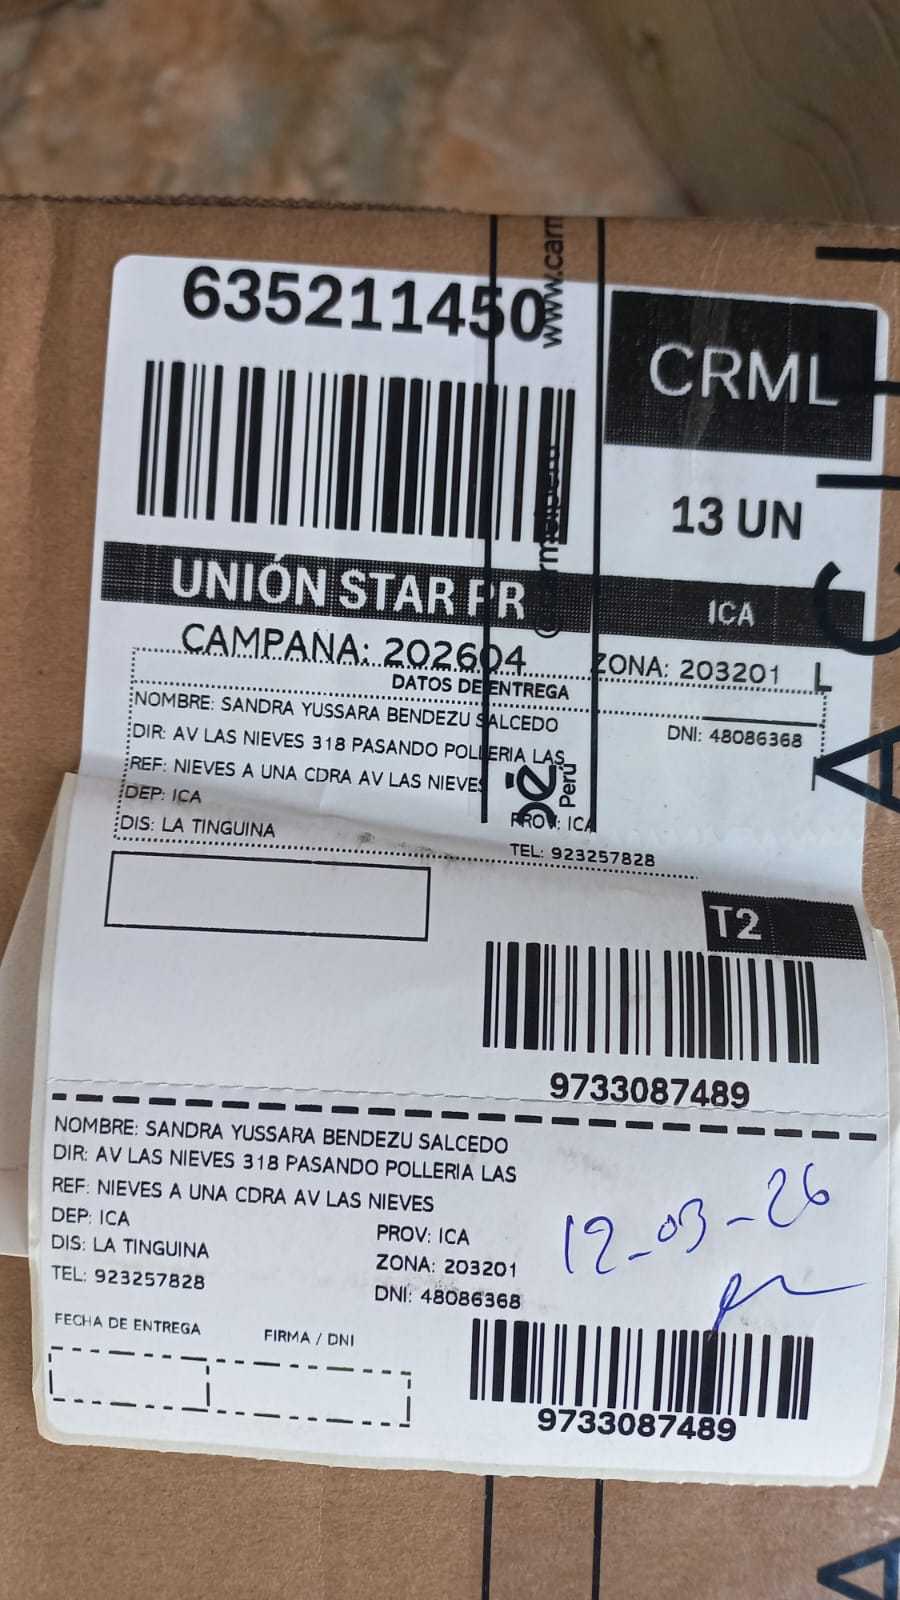 635211450
www.carm
CRML
13 UN
UNIÓN STAR PR
ICA
CAMPAÑA: 202604
ZONA: 203201
L
DATOS DE ENTREGA
NOMBRE: SANDRA YUSSARA BENDEZU SALCEDO
DNI: 48086368
DIR: AV LAS NIEVES 318 PASANDO POLLERIA LAS
REF: NIEVES A UNA CDRA AV LAS NIEVES
DEP: ICA
PROV: ICA
DIS: LA TINGUINA
TEL: 923257828
@carmelperu
Perú
T2
9733087489
NOMBRE: SANDRA YUSSARA BENDEZU SALCEDO
DIR: AV LAS NIEVES 318 PASANDO POLLERIA LAS
REF: NIEVES A UNA CDRA AV LAS NIEVES
DEP: ICA
PROV: ICA
DIS: LA TINGUINA
ZONA: 203201
TEL: 923257828
DNI: 48086368
12-03-26
FECHA DE ENTREGA
FIRMA / DNI
9733087489